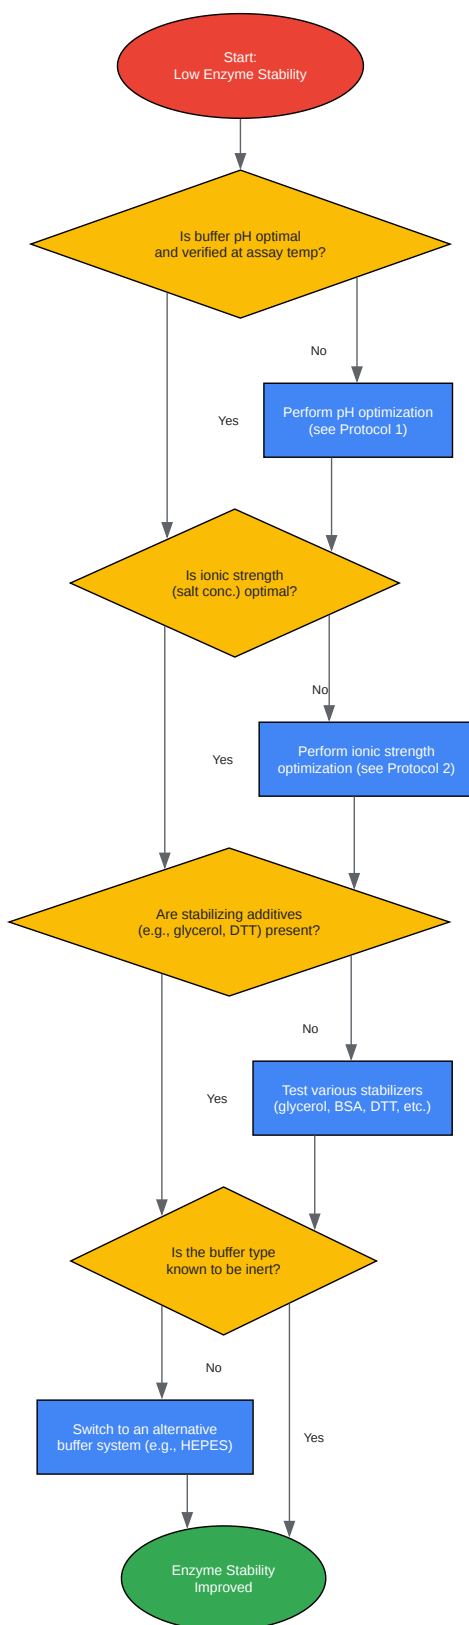 Start:
Low Enzyme Stability
Is buffer pH optimal
and verified at assay temp?
No
Perform pH optimization
(see Protocol 1)
Yes
Is ionic strength
(salt conc.) optimal?
No
Perform ionic strength
optimization (see Protocol 2)
Yes
Are stabilizing additives
(e.g., glycerol, DTT) present?
No
Test various stabilizers
(glycerol, BSA, DTT, etc.)
Yes
Is the buffer type
known to be inert?
No
Switch to an alternative
buffer system (e.g., HEPES)
Yes
Enzyme Stability
Improved